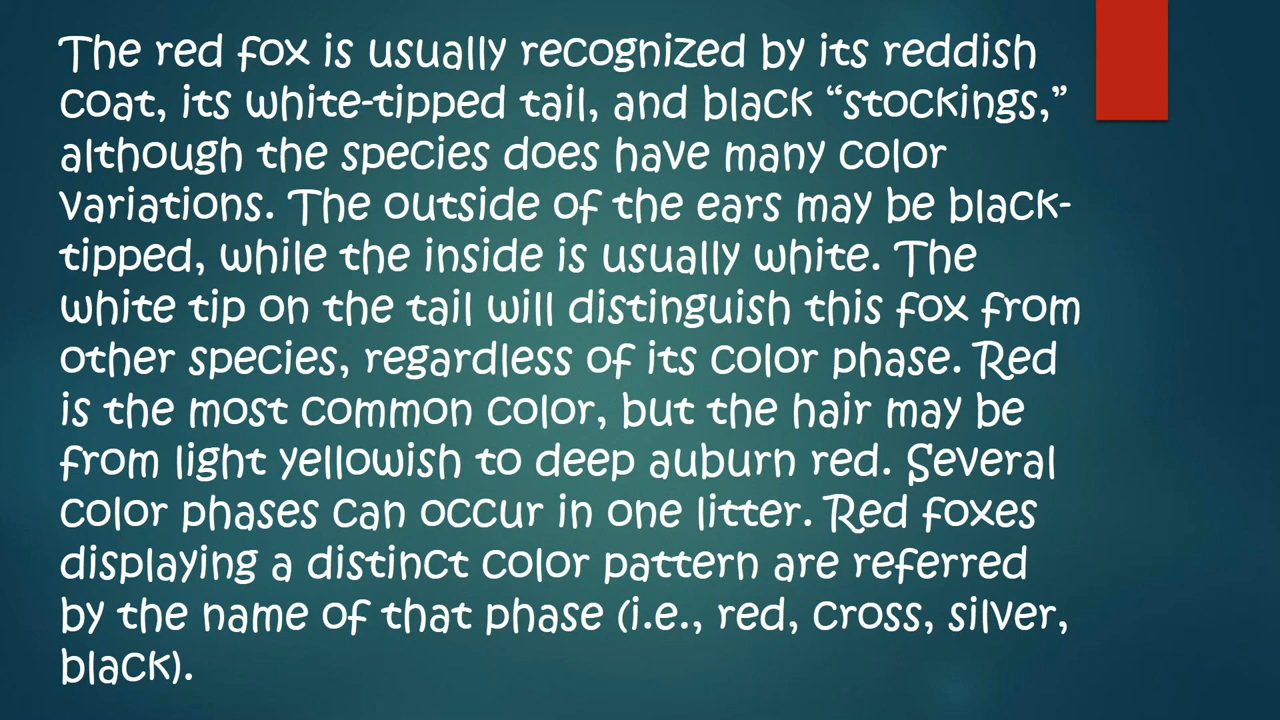 The red fox is usually recognized by its reddish
coat, its white-tipped tail, and black “stockings,”
although the species does have many color
variations. The outside of the ears may be black-
tipped, while the inside is usually white. The
white tip on the tail will distinguish this fox from
other species, regardless of its color phase. Red
is the most common color, but the hair may be
from light yellowish to deep auburn red. Several
color phases can occur in one litter. Red foxes
displaying a distinct color pattern are referred
by the name of that phase (i.e., red, cross, silver,
black).